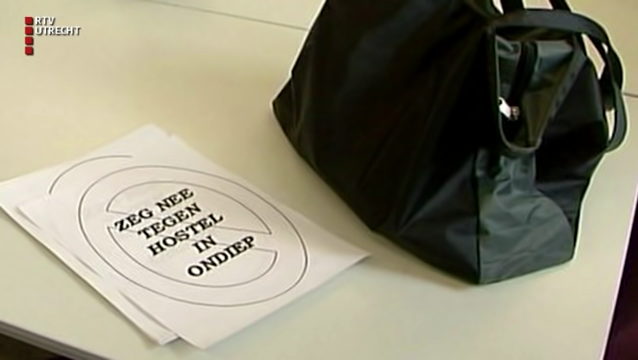 RTV
UTRECHT
ZEG NEE
TEGEN
HOSTEL
IN
ONDIEP